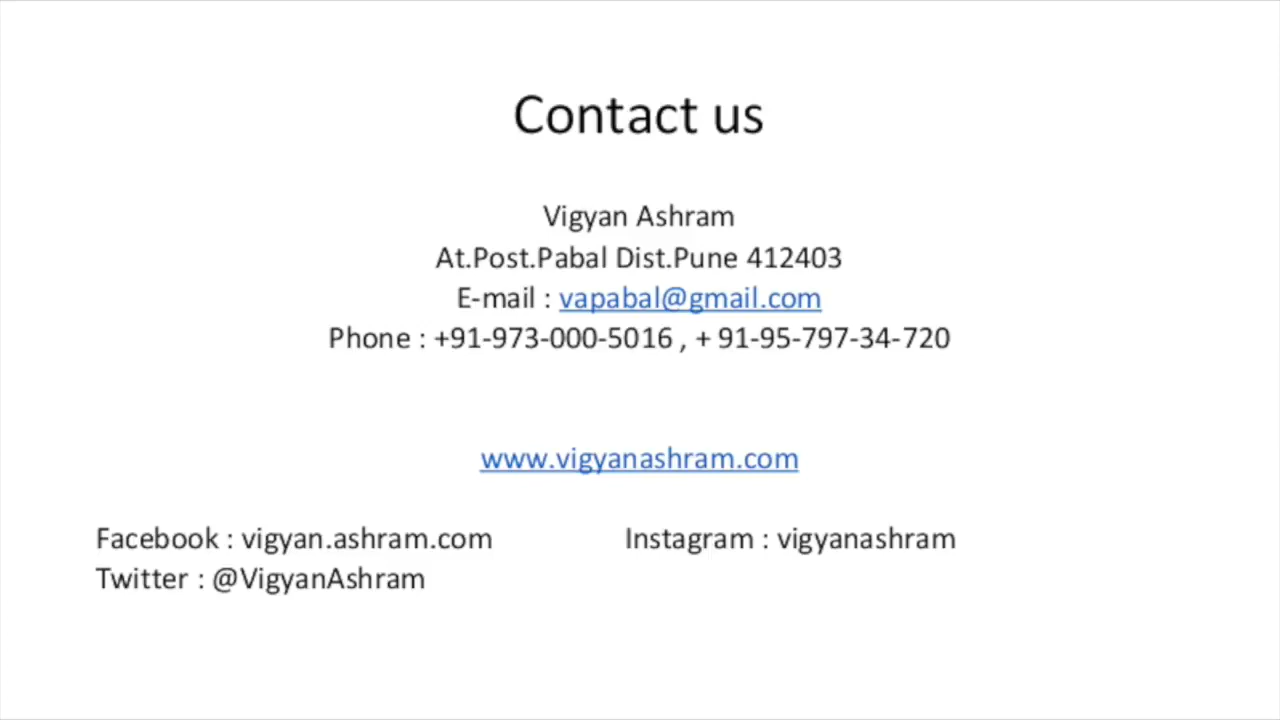 Contact us
Vigyan Ashram
At.Post.Pabal Dist.Pune 412403
E-mail : vapabal@gmail.com
Phone : +91-973-000-5016 , + 91-95-797-34-720
www.vigyanashram.com
Facebook : vigyan.ashram.com Instagram : vigyanashram
Twitter : @VigyanAshram